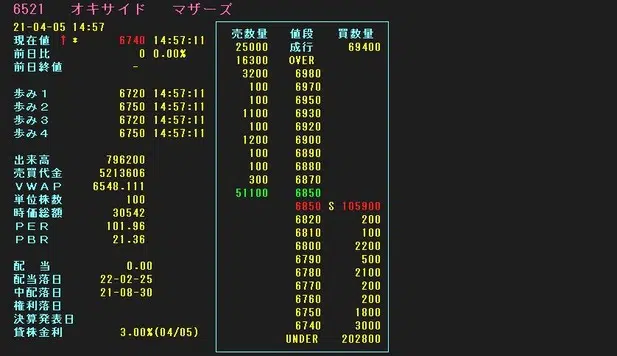 6521 オキサイド マザーズ
21-04-05 14:57
現在値 ↑ * 6740 14:57:11
前日比 0 0.00%
前日終値 -
歩み1 6720 14:57:11
歩み2 6750 14:57:11
歩み3 6720 14:57:11
歩み4 6750 14:57:11
出来高 796200
売買代金 5213606
VWAP 6548.111
単位株数 100
時価総額 30542
PER 101.96
PBR 21.36
配 当 0.00
配当落日 22-02-25
中配落日 21-08-30
権利落日
決算発表日
貸株金利 3.00%(04/05)
売数量 値段 買数量
25000 成行 69400
16300 OVER
3200 6980
100 6970
100 6950
1100 6930
100 6920
1200 6900
100 6890
100 6880
300 6870
51100 6850
6850 S 105900
6820 200
6810 100
6800 2200
6790 500
6780 2100
6770 200
6760 200
6750 1800
6740 3000
UNDER 202800